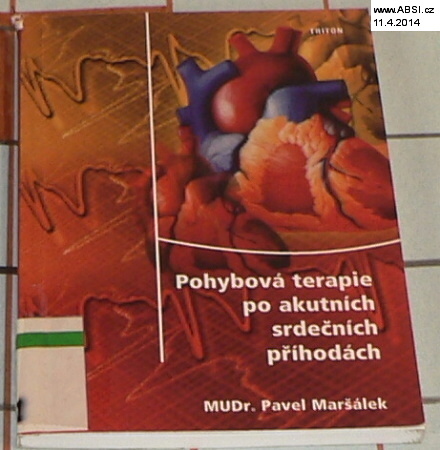 www.ABSI.cz
11.4.2014
TRITON
Pohybová terapie
po akutních
srdečních
příhodách
MUDr. Pavel Maršálek